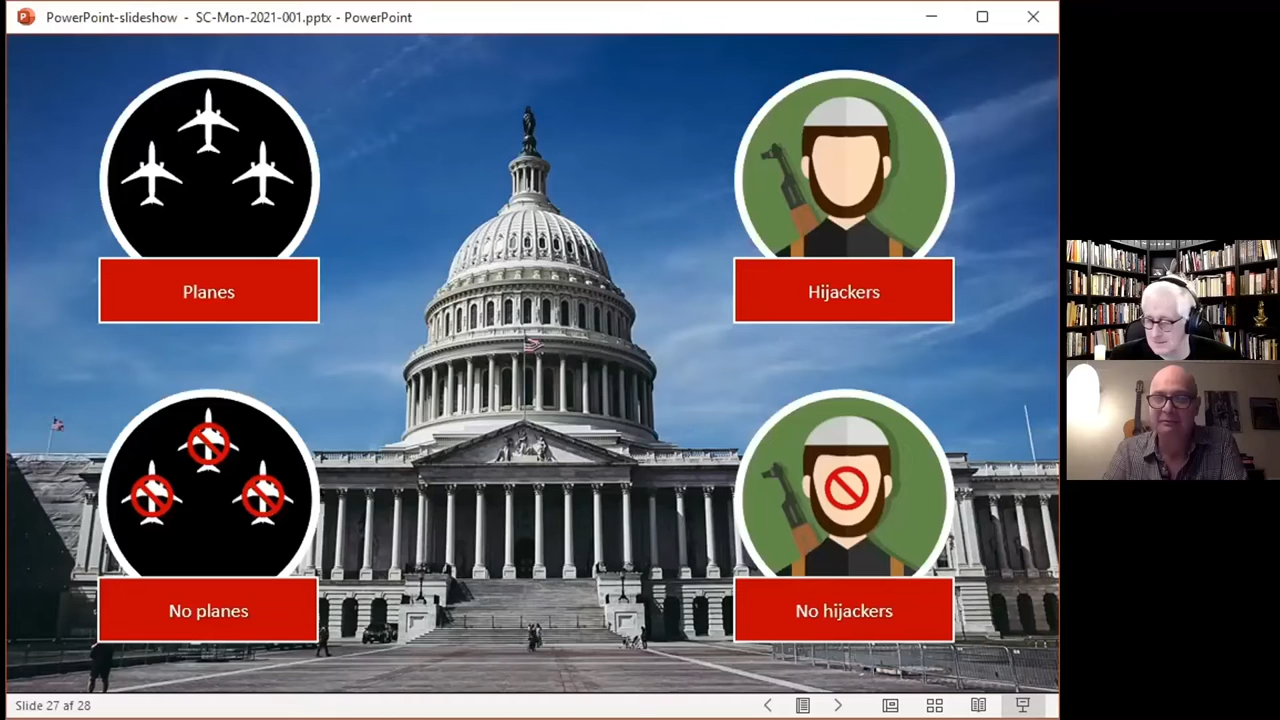 PowerPoint-slideshow - SC-Mon-2021-001.pptx - PowerPoint
Planes
Hijackers
No planes
No hijackers
Slide 27 af 28